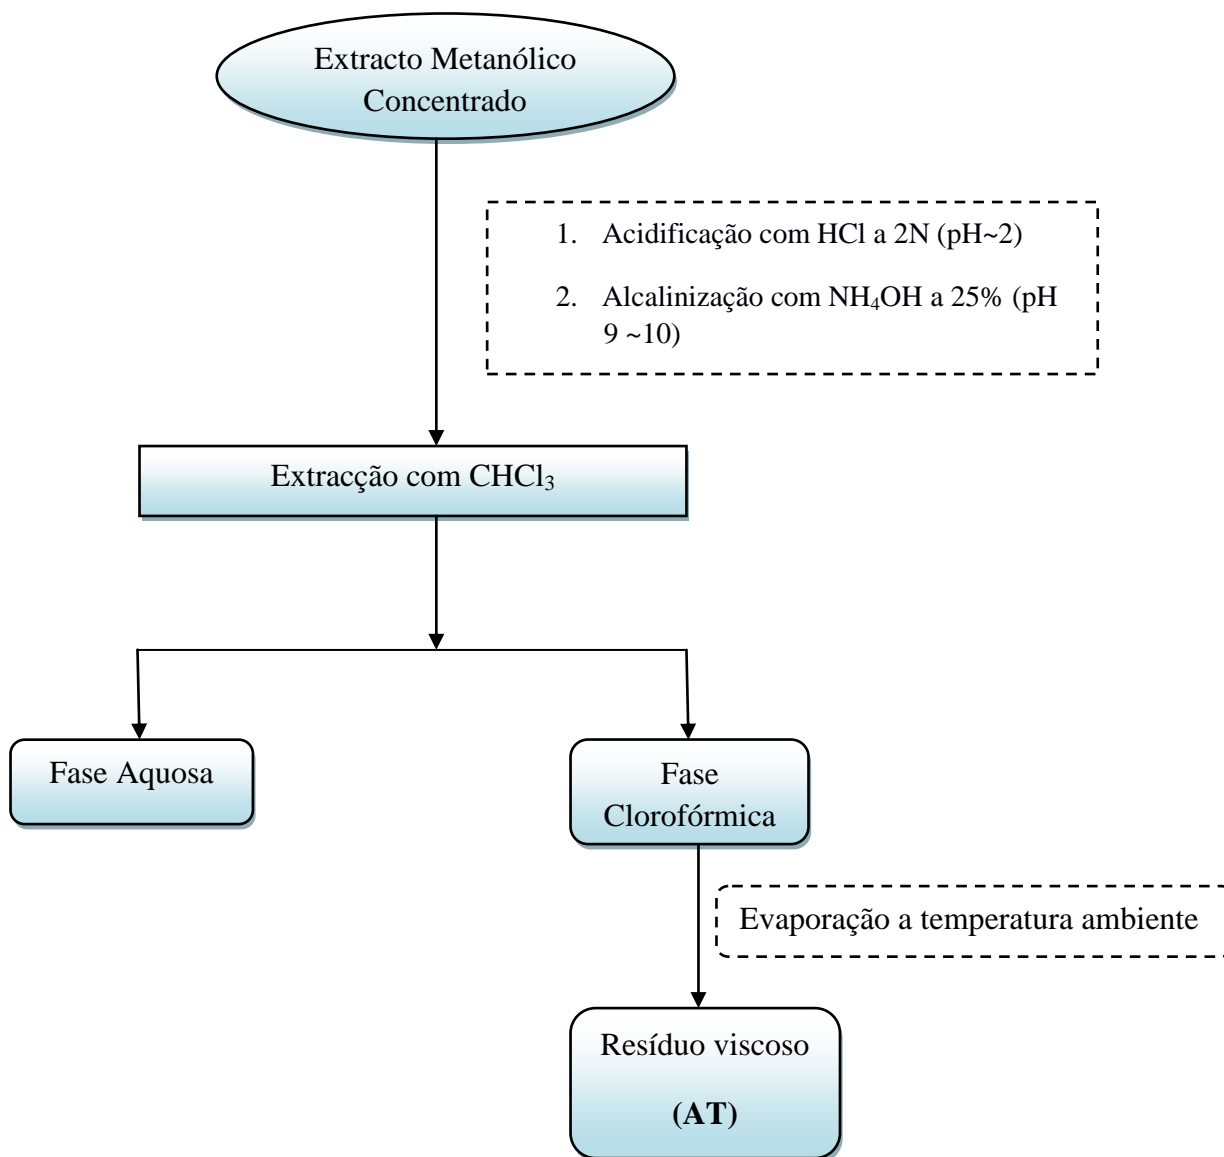 Extracto Metanólico
Concentrado
1. Acidificação com HCl a 2N (pH~2)
2. Alcalinização com NH₄OH a 25% (pH
9 ~10)
Extracção com CHCl₃
Fase Aquosa
Fase
Clorofórmica
Evaporação a temperatura ambiente
Resíduo viscoso
(AT)